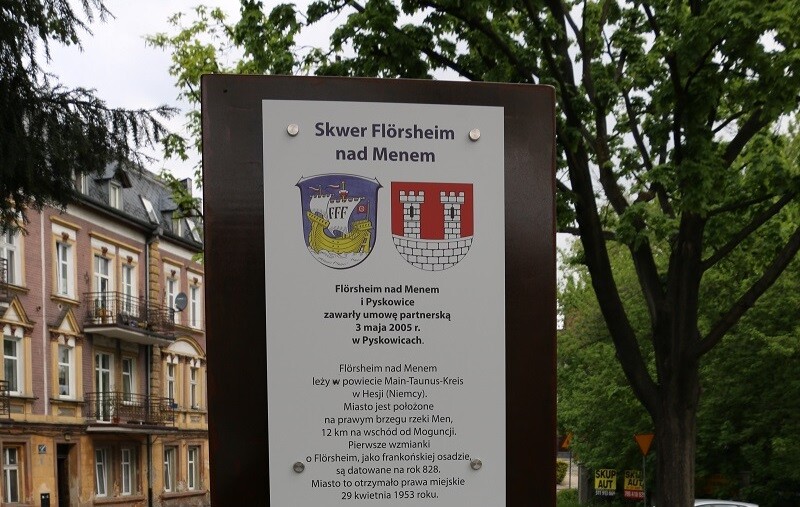 Skwer Flörsheim
nad Menem
FFF
Flörsheim nad Menem
i Pyskowice
zawarły umowę partnerską
3 maja 2005 r.
w Pyskowicach.
Flörsheim nad Menem
leży w powiecie Main-Taunus-Kreis
w Hesji (Niemcy).
Miasto jest położone
na prawym brzegu rzeki Men,
12 km na wschód od Moguncji.
Pierwsze wzmianki
o Flörsheim, jako frankońskiej osadzie,
są datowane na rok 828.
Miasto to otrzymało prawa miejskie
29 kwietnia 1953 roku.
SKUP
AUT
SKUP
AUT